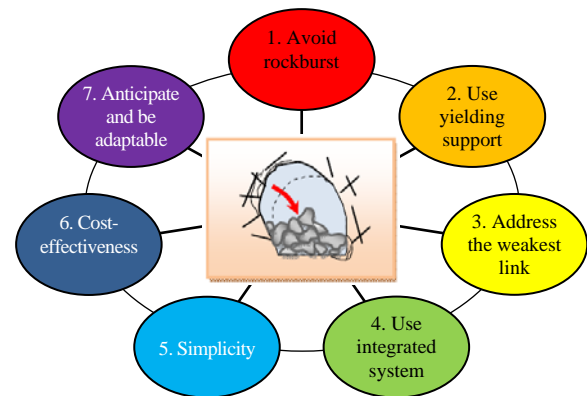 1. Avoid
rockburst
2. Use
yielding
support
3. Address
the weakest
link
4. Use
integrated
system
5. Simplicity
6. Cost-
effectiveness
7. Anticipate
and be
adaptable